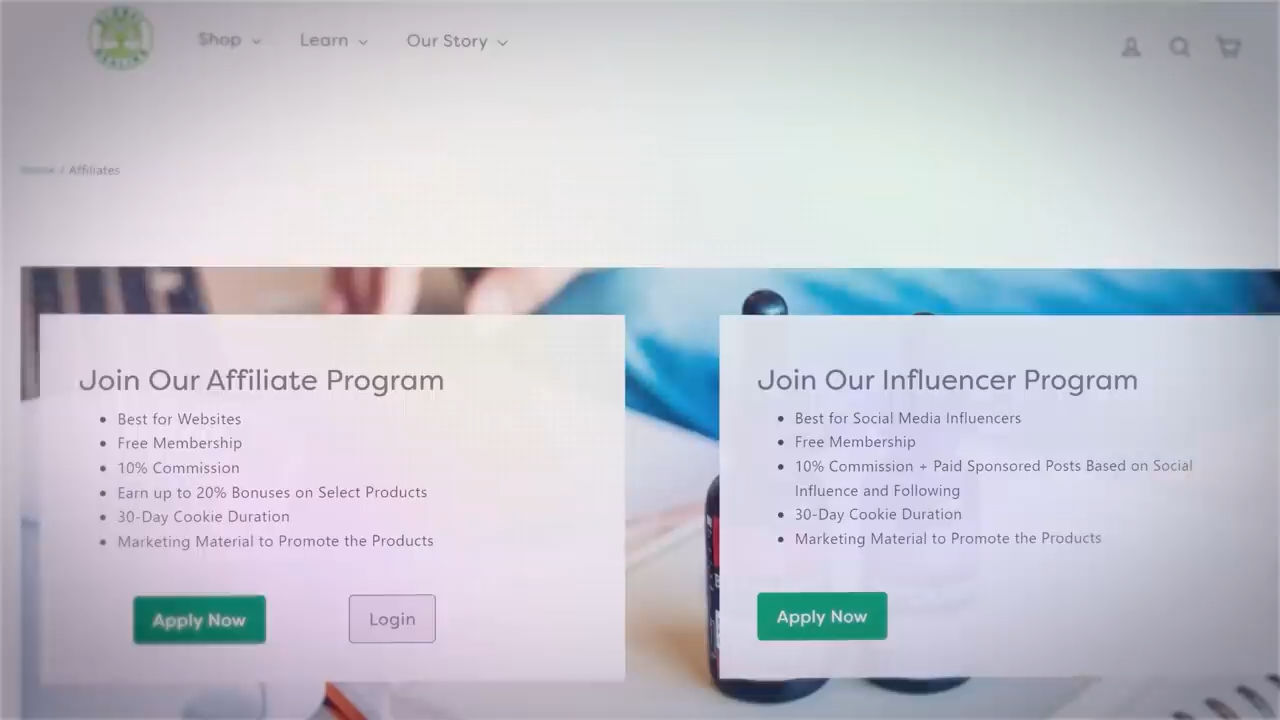 Shop
Learn
Our Story
Home / Affiliates
Join Our Affiliate Program
Best for Websites
Free Membership
10% Commission
Earn up to 20% Bonuses on Select Products
30-Day Cookie Duration
Marketing Material to Promote the Products
Apply Now
Login
Join Our Influencer Program
Best for Social Media Influencers
Free Membership
10% Commission + Paid Sponsored Posts Based on Social
Influence and Following
30-Day Cookie Duration
Marketing Material to Promote the Products
Apply Now